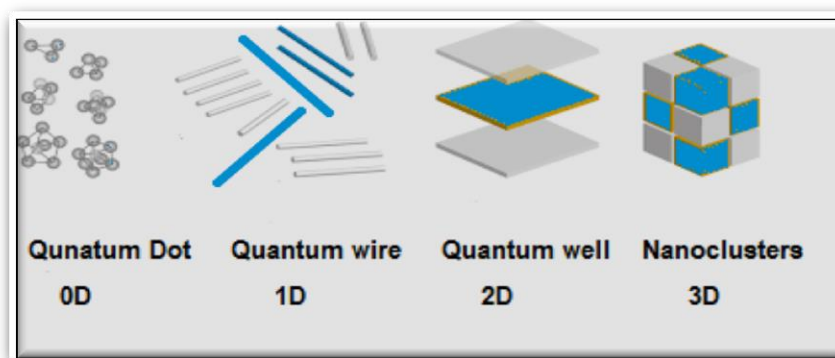 Qunatum Dot Quantum wire Quantum well Nanoclusters
0D 1D 2D 3D